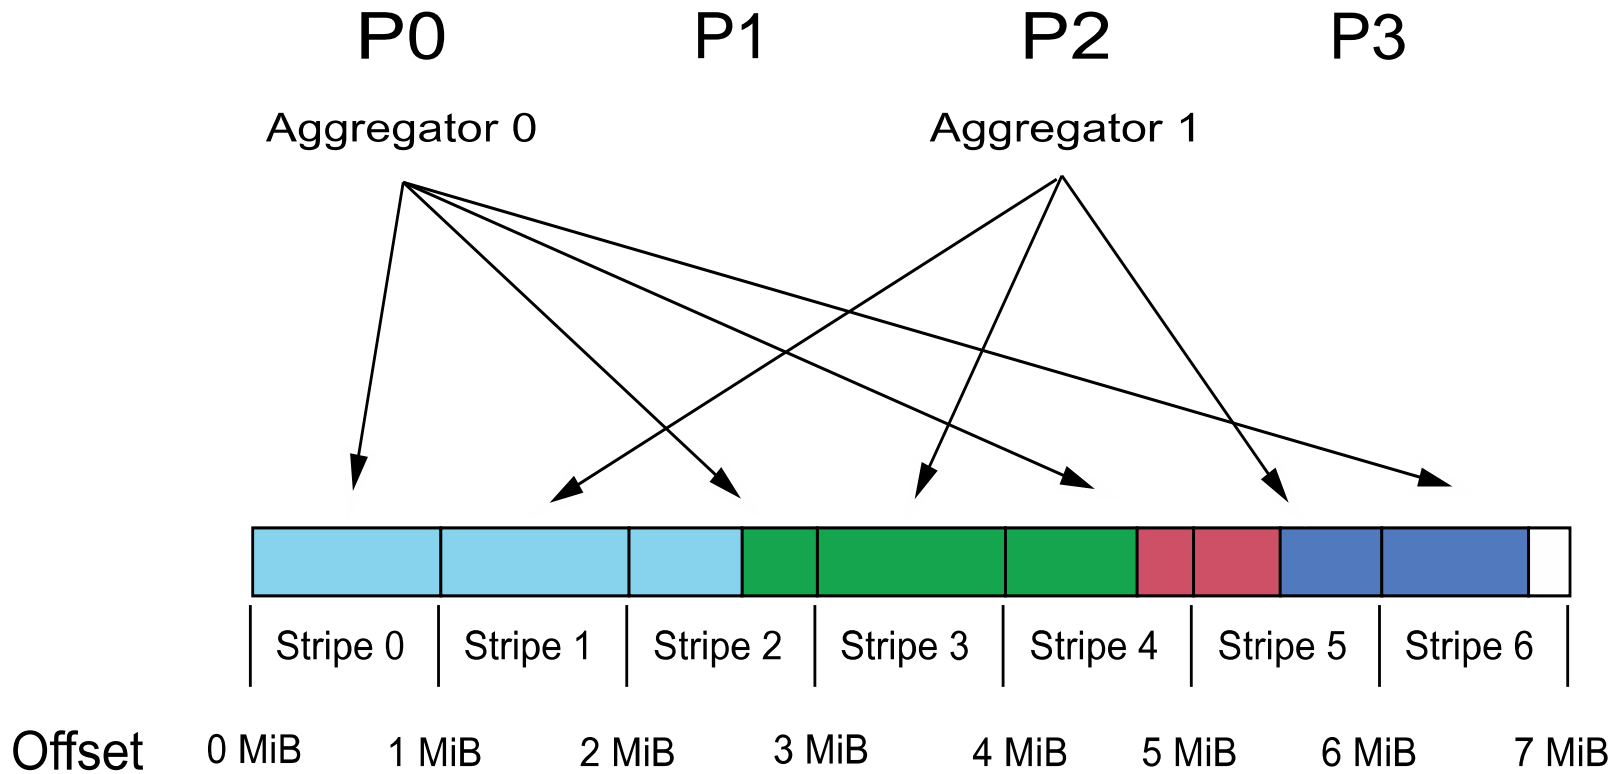 P0 P1 P2 P3
Aggregator 0 Aggregator 1
Stripe 0 Stripe 1 Stripe 2 Stripe 3 Stripe 4 Stripe 5 Stripe 6
Offset 0 MiB 1 MiB 2 MiB 3 MiB 4 MiB 5 MiB 6 MiB 7 MiB